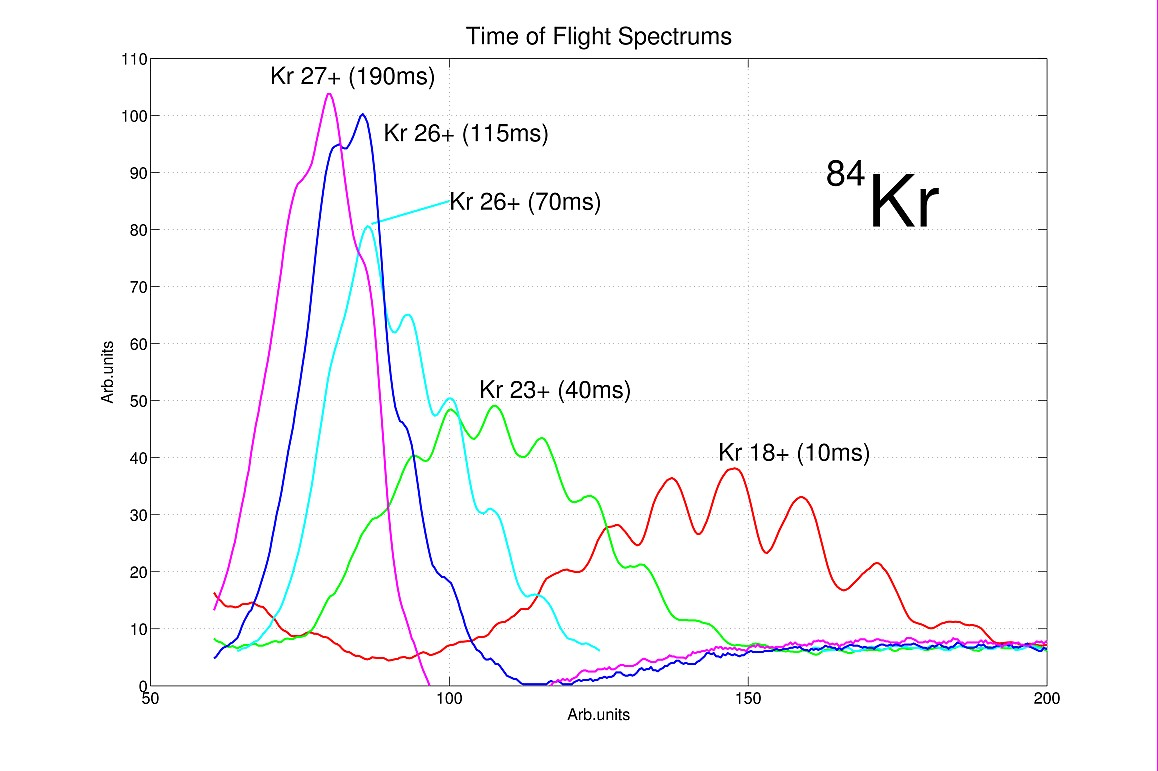 Time of Flight Spectrums
110
100
90
80
70
60
50
40
30
20
10
0
Arb.units
Kr 27+ (190ms)
Kr 26+ (115ms)
84Kr
Kr 26+ (70ms)
Kr 23+ (40ms)
Kr 18+ (10ms)
50 100 150 200
Arb.units